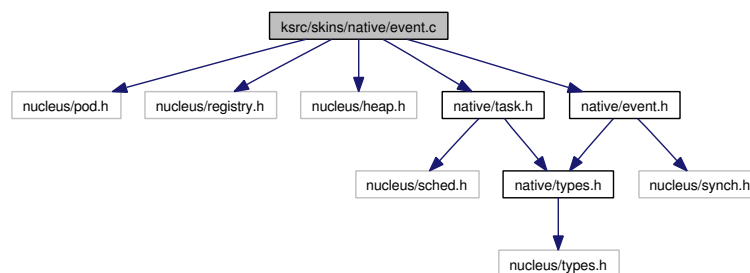 ksrc/skins/native/event.c
nucleus/pod.h
nucleus/registry.h
nucleus/heap.h
native/task.h
native/event.h
nucleus/sched.h
native/types.h
nucleus/synch.h
nucleus/types.h